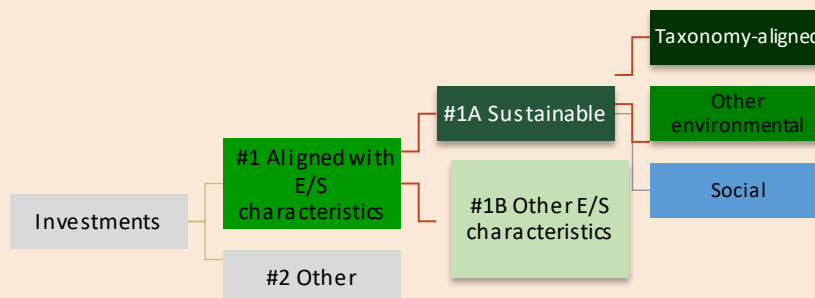 Taxonomy-aligned
#1A Sustainable
Other
environmental
#1 Aligned with
E/S
characteristics
#1B Other E/S
characteristics
Social
Investments
#2 Other